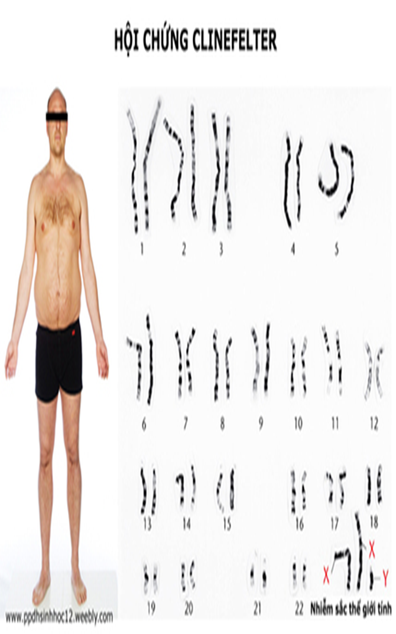 HỘI CHỨNG CLINEFELTER
1 2 3 4 5
6 7 8 9 10 11 12
13 14 15 16 17 18
X X Y
19 20 21 22 Nhiễm sắc thể giới tính
www.ppdhsinhhoc12.weebly.com